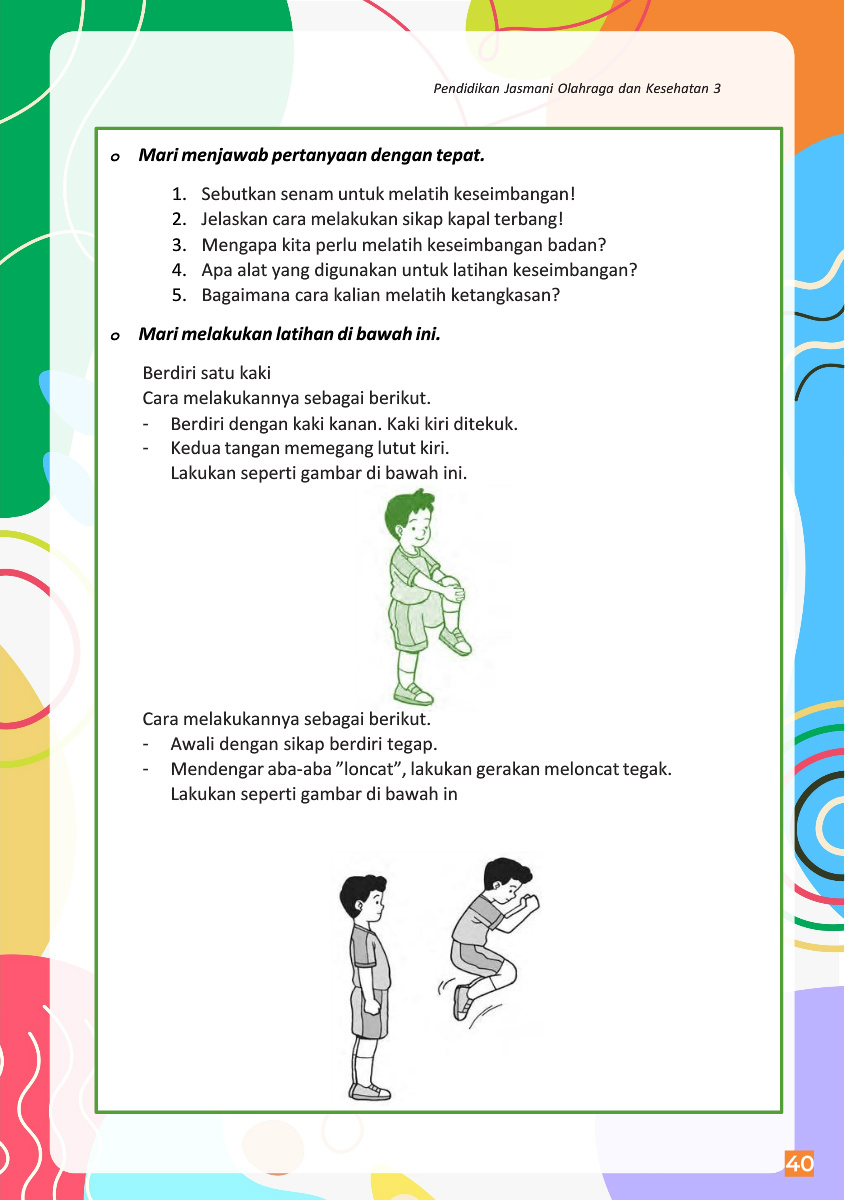 Pendidikan Jasmani Olahraga dan Kesehatan 3
o Mari menjawab pertanyaan dengan tepat.
1. Sebutkan senam untuk melatih keseimbangan!
2. Jelaskan cara melakukan sikap kapal terbang!
3. Mengapa kita perlu melatih keseimbangan badan?
4. Apa alat yang digunakan untuk latihan keseimbangan?
5. Bagaimana cara kalian melatih ketangkasan?
o Mari melakukan latihan di bawah ini.
Berdiri satu kaki
Cara melakukannya sebagai berikut.
- Berdiri dengan kaki kanan. Kaki kiri ditekuk.
- Kedua tangan memegang lutut kiri.
Lakukan seperti gambar di bawah ini.
Cara melakukannya sebagai berikut.
- Awali dengan sikap berdiri tegap.
- Mendengar aba-aba ”loncat”, lakukan gerakan meloncat tegak.
Lakukan seperti gambar di bawah in
40